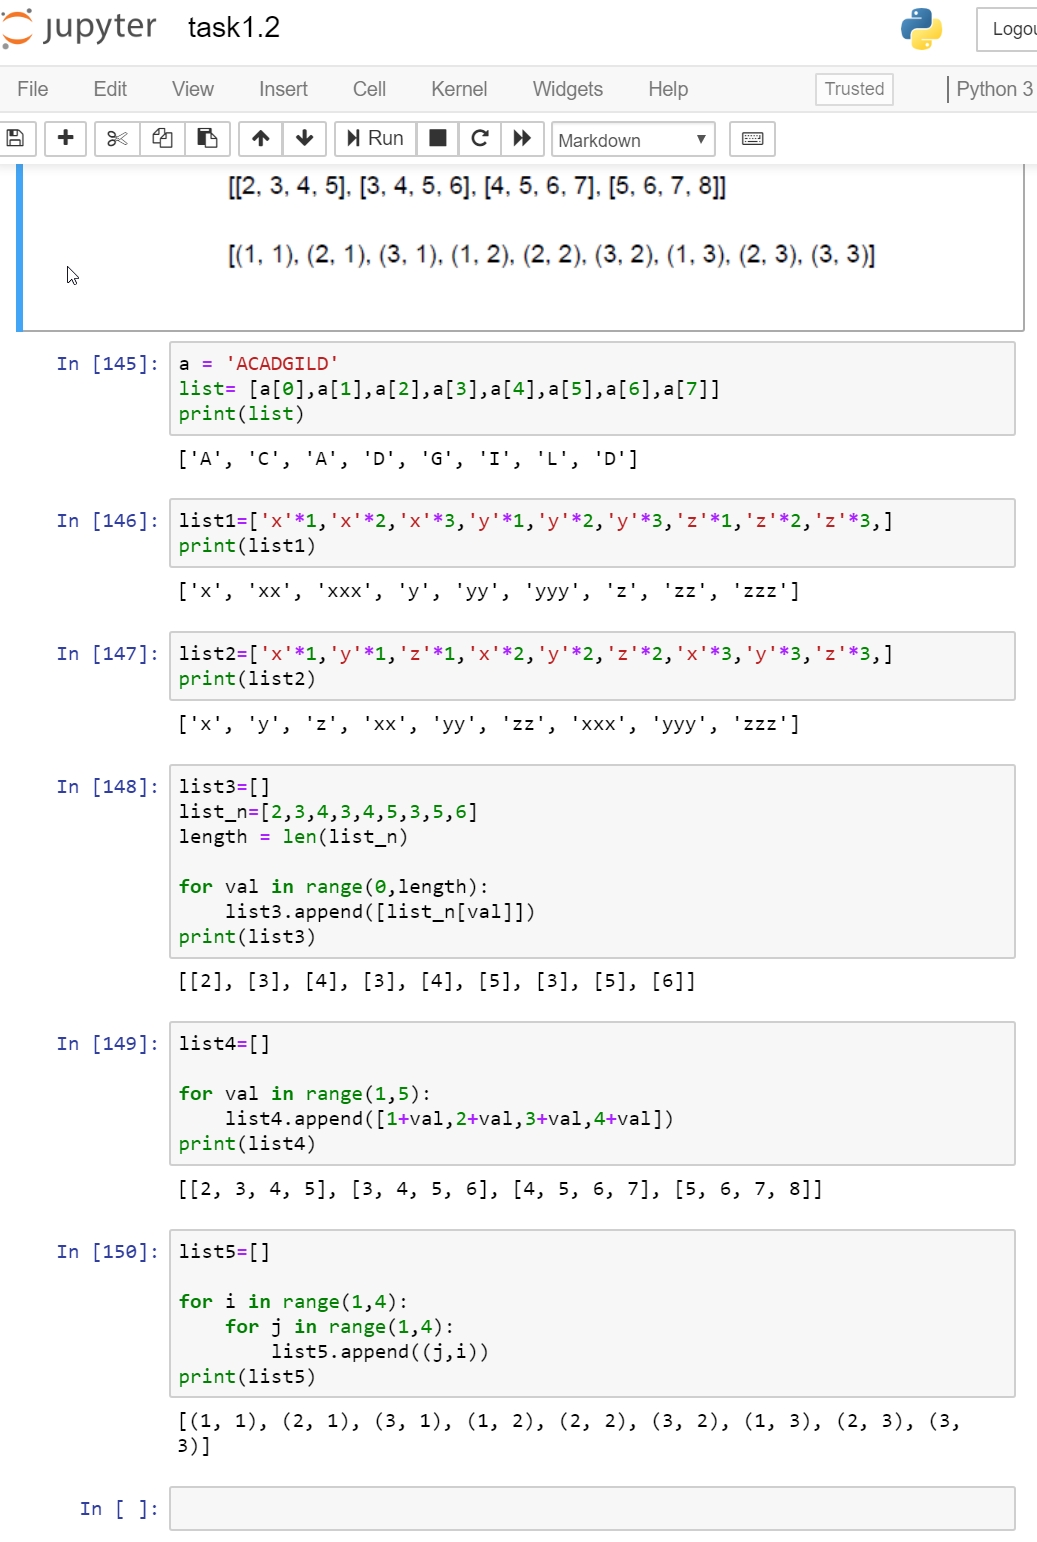 jupyter task1.2
Logou
File Edit View Insert Cell Kernel Widgets Help Trusted Python 3
Run Markdown
[[2, 3, 4, 5], [3, 4, 5, 6], [4, 5, 6, 7], [5, 6, 7, 8]]
[(1, 1), (2, 1), (3, 1), (1, 2), (2, 2), (3, 2), (1, 3), (2, 3), (3, 3)]
In [145]: a = 'ACADGILD'
list= [a[0],a[1],a[2],a[3],a[4],a[5],a[6],a[7]]
print(list)
['A', 'C', 'A', 'D', 'G', 'I', 'L', 'D']
In [146]: list1=['x'*1,'x'*2,'x'*3,'y'*1,'y'*2,'y'*3,'z'*1,'z'*2,'z'*3,]
print(list1)
['x', 'xx', 'xxx', 'y', 'yy', 'yyy', 'z', 'zz', 'zzz']
In [147]: list2=['x'*1,'y'*1,'z'*1,'x'*2,'y'*2,'z'*2,'x'*3,'y'*3,'z'*3,]
print(list2)
['x', 'y', 'z', 'xx', 'yy', 'zz', 'xxx', 'yyy', 'zzz']
In [148]: list3=[]
list_n=[2,3,4,3,4,5,3,5,6]
length = len(list_n)
for val in range(0,length):
    list3.append([list_n[val]])
print(list3)
[[2], [3], [4], [3], [4], [5], [3], [5], [6]]
In [149]: list4=[]
for val in range(1,5):
    list4.append([1+val,2+val,3+val,4+val])
print(list4)
[[2, 3, 4, 5], [3, 4, 5, 6], [4, 5, 6, 7], [5, 6, 7, 8]]
In [150]: list5=[]
for i in range(1,4):
    for j in range(1,4):
        list5.append((j,i))
print(list5)
[(1, 1), (2, 1), (3, 1), (1, 2), (2, 2), (3, 2), (1, 3), (2, 3), (3,
3)]
In [ ]: